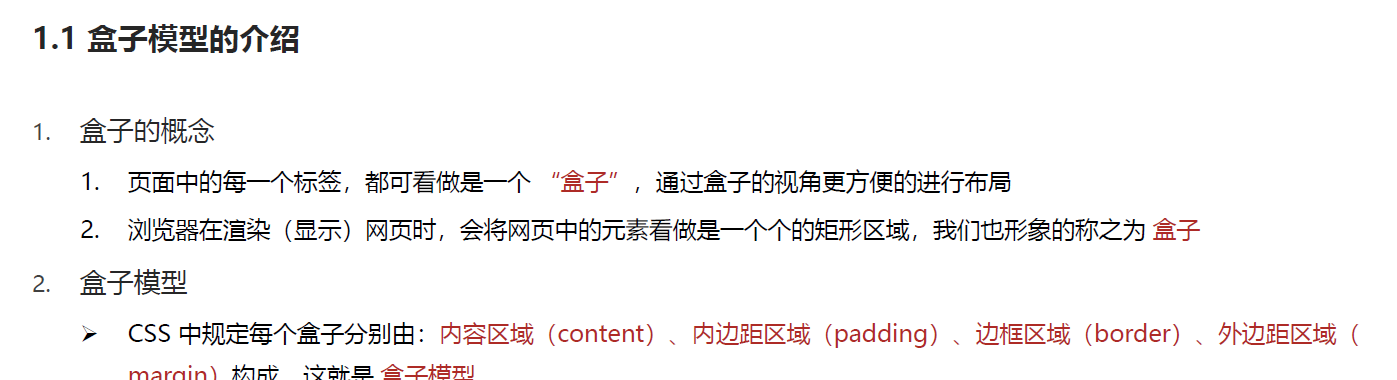 1.1 盒子模型的介绍
1. 盒子的概念
1. 页面中的每一个标签，都可看做是一个 “盒子”，通过盒子的视角更方便的进行布局
2. 浏览器在渲染（显示）网页时，会将网页中的元素看做是一个个的矩形区域，我们也形象的称之为 盒子
2. 盒子模型
➢ CSS 中规定每个盒子分别由：内容区域（content）、内边距区域（padding）、边框区域（border）、外边距区域（
margin）构成，这就是 盒子模型